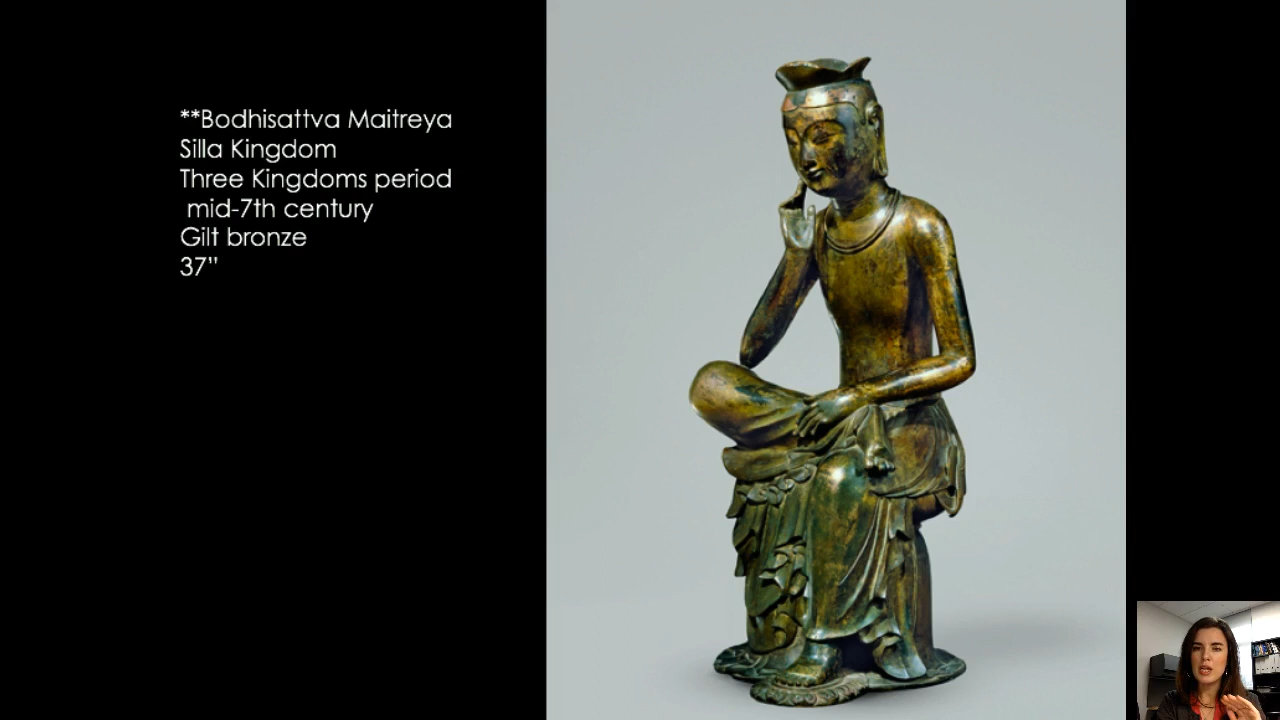 **Bodhisattva Maitreya
Silla Kingdom
Three Kingdoms period
mid-7th century
Gilt bronze
37”